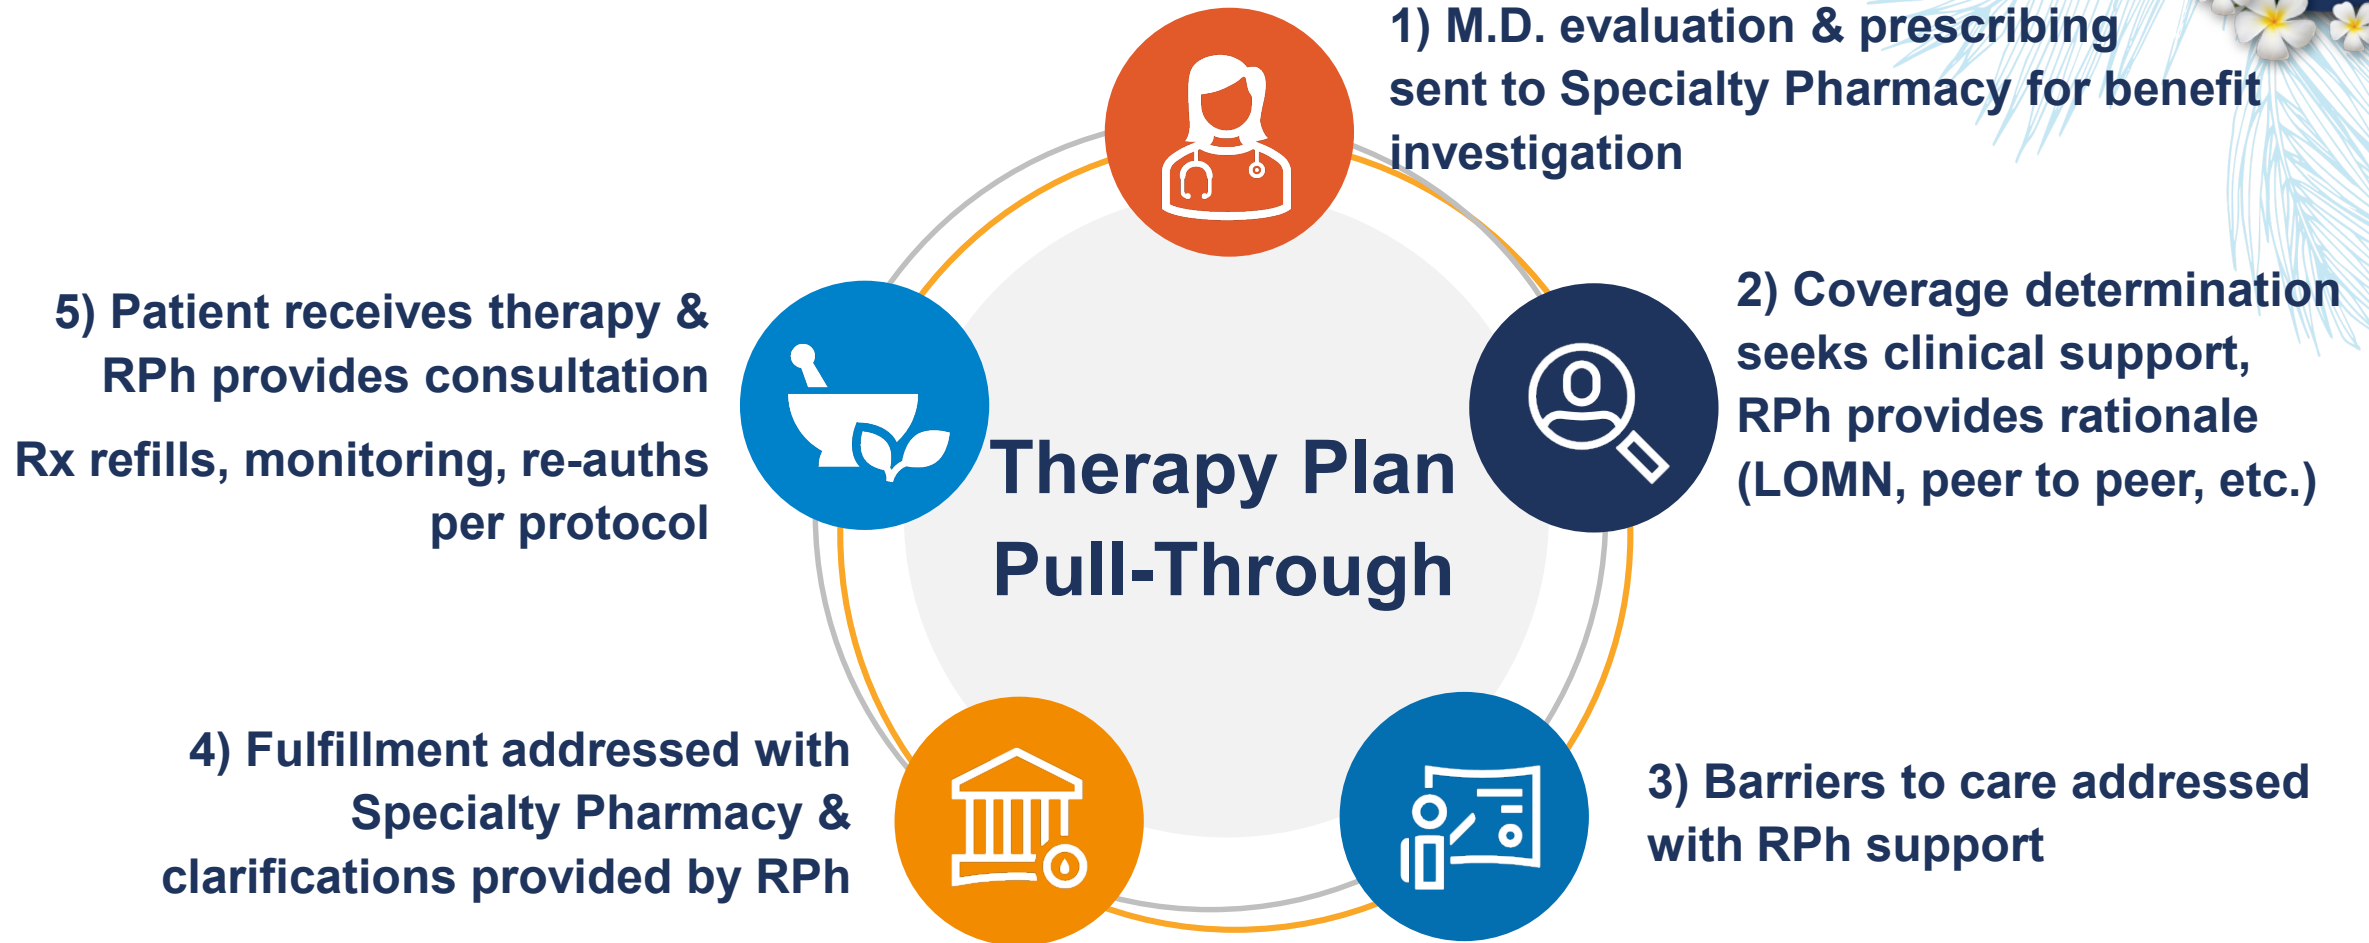 1) M.D. evaluation & prescribing
sent to Specialty Pharmacy for benefit
investigation
2) Coverage determination
seeks clinical support,
RPh provides rationale
(LOMN, peer to peer, etc.)
3) Barriers to care addressed
with RPh support
4) Fulfillment addressed with
Specialty Pharmacy &
clarifications provided by RPh
5) Patient receives therapy &
RPh provides consultation
Rx refills, monitoring, re-auths
per protocol
Therapy Plan
Pull-Through